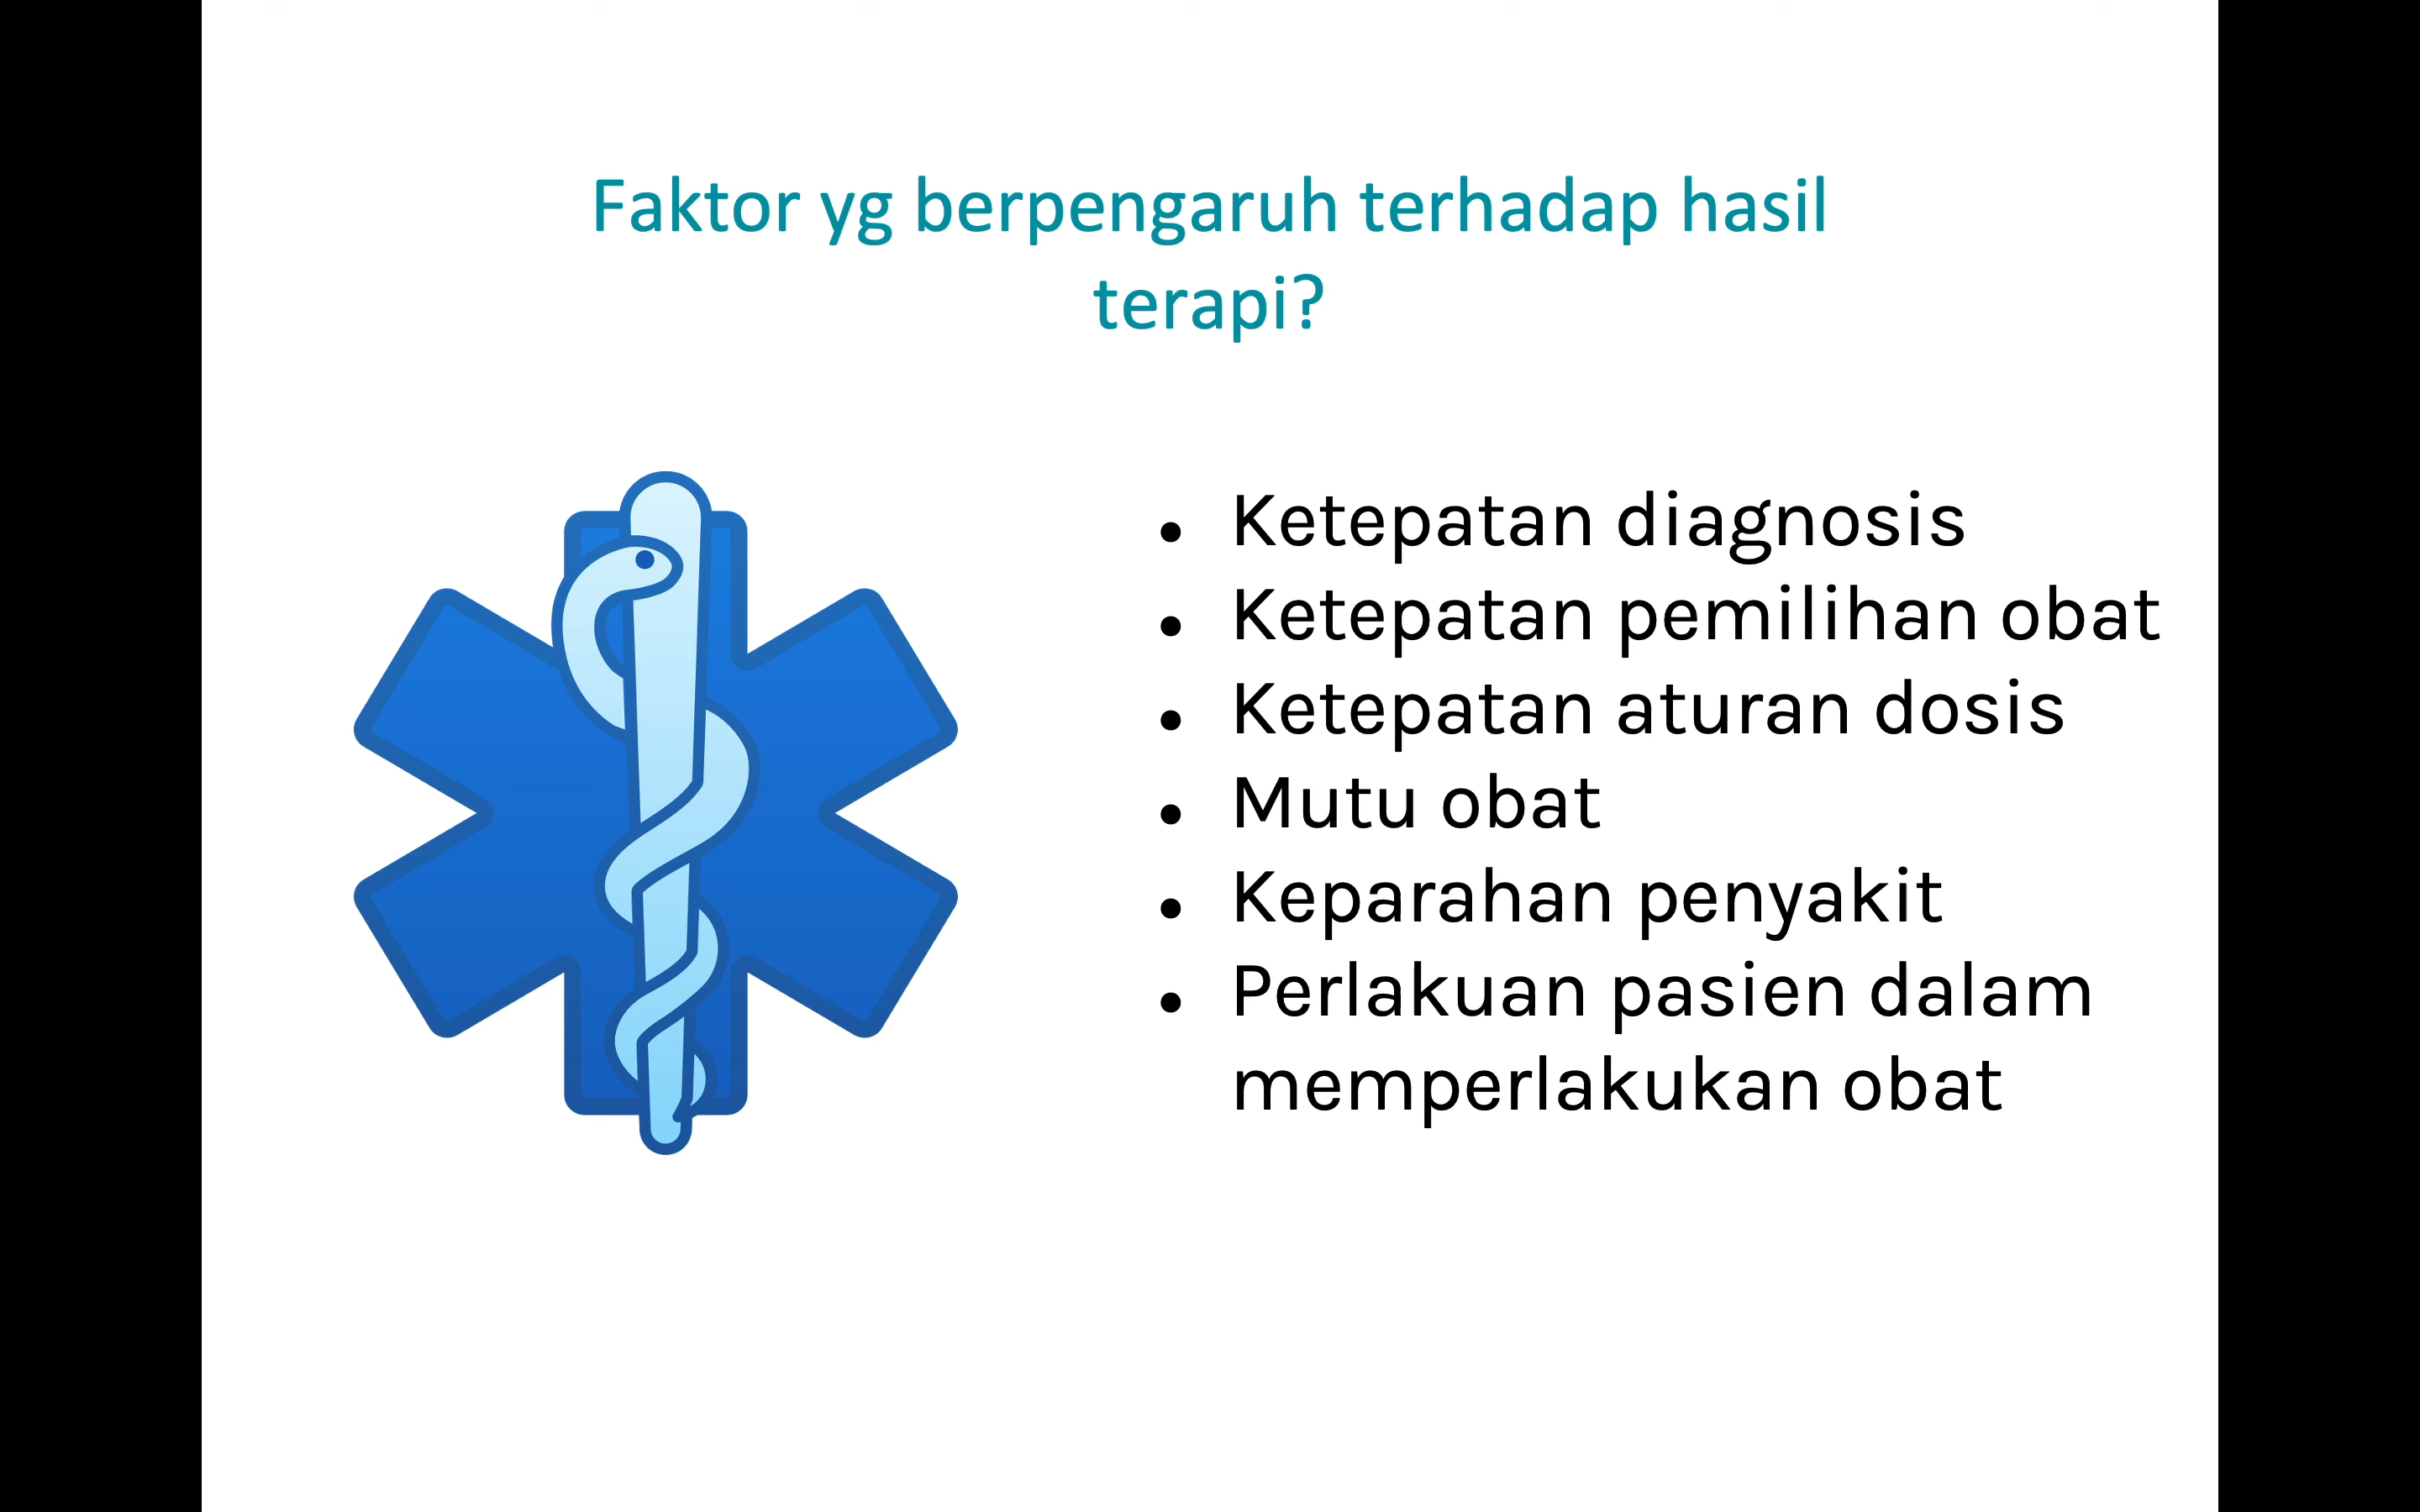 Faktor yg berpengaruh terhadap hasil
terapi?
• Ketepatan diagnosis
• Ketepatan pemilihan obat
• Ketepatan aturan dosis
• Mutu obat
• Keparahan penyakit
• Perlakuan pasien dalam
memperlakukan obat